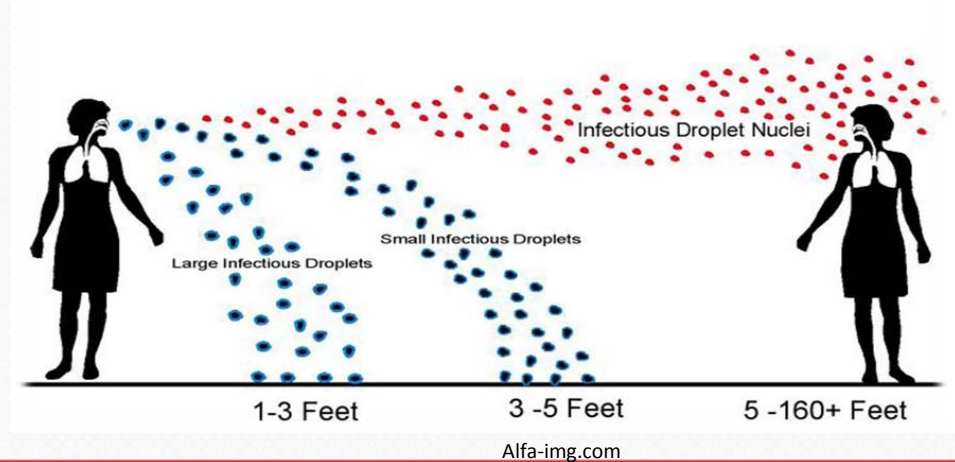 Infectious Droplet Nuclei
Small Infectious Droplets
Large Infectious Droplets
1-3 Feet
3 -5 Feet
5 -160+ Feet
Alfa-img.com